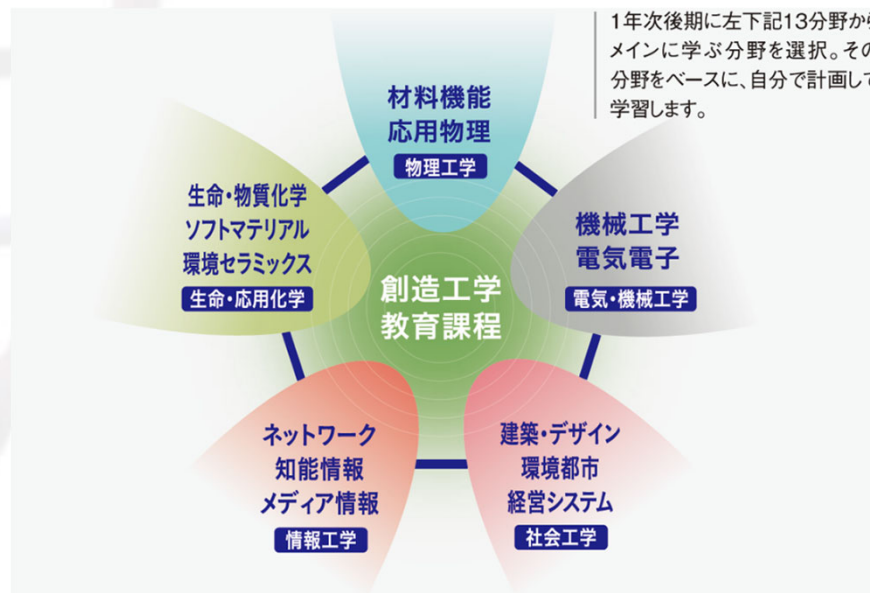 1年次後期に左下記13分野から
メインに学ぶ分野を選択。その
分野をベースに、自分で計画して
学習します。
材料機能
応用物理
物理工学
生命・物質化学
ソフトマテリアル
環境セラミックス
生命・応用化学
機械工学
電気電子
電気・機械工学
創造工学
教育課程
ネットワーク
知能情報
メディア情報
情報工学
建築・デザイン
環境都市
経営システム
社会工学